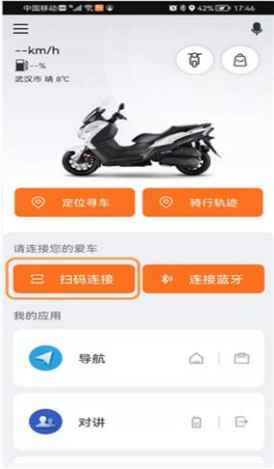 中国移动 42% 17:46
--km/h
--%
武汉市 晴 8℃
定位寻车 骑行轨迹
请连接您的爱车
扫码连接 连接蓝牙
我的应用
导航
对讲